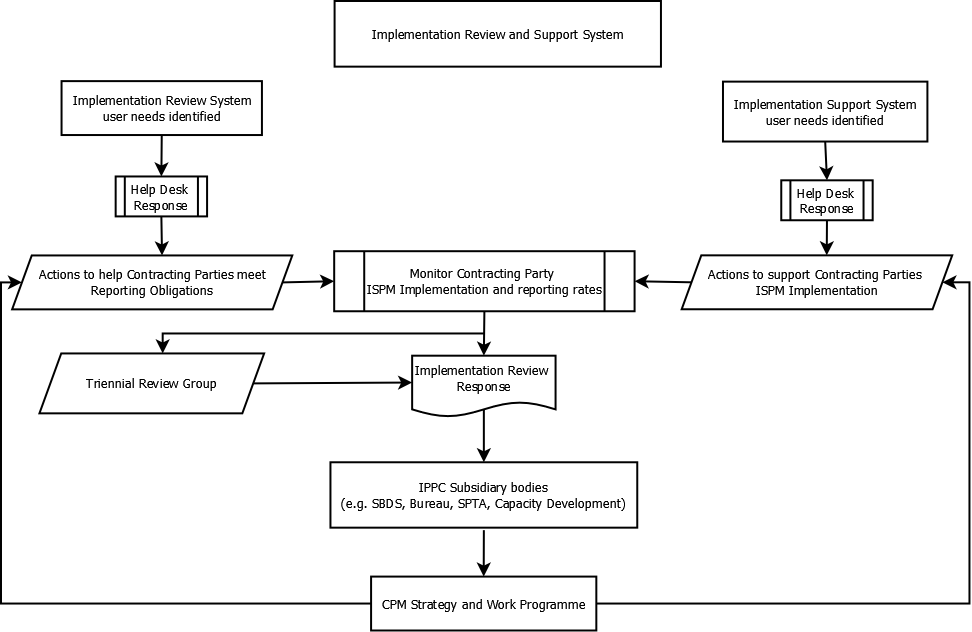 Implementation Review and Support System
Implementation Review System
user needs identified
Implementation Support System
user needs identified
Help Desk
Response
Help Desk
Response
Actions to help Contracting Parties meet
Reporting Obligations
Monitor Contracting Party
ISPM Implementation and reporting rates
Actions to support Contracting Parties
ISPM Implementation
Triennial Review Group
Implementation Review
Response
IPPC Subsidiary bodies
(e.g. SBDS, Bureau, SPTA, Capacity Development)
CPM Strategy and Work Programme